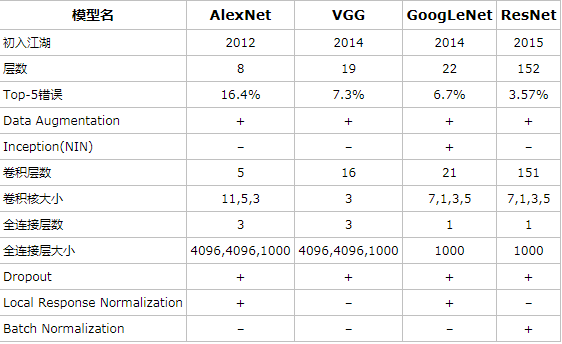 模型名 AlexNet VGG GoogLeNet ResNet
初入江湖 2012 2014 2014 2015
层数 8 19 22 152
Top-5错误 16.4% 7.3% 6.7% 3.57%
Data Augmentation + + + +
Inception(NIN) – – + –
卷积层数 5 16 21 151
卷积核大小 11,5,3 3 7,1,3,5 7,1,3,5
全连接层数 3 3 1 1
全连接层大小 4096,4096,1000 4096,4096,1000 1000 1000
Dropout + + + +
Local Response Normalization + – + –
Batch Normalization – – – +